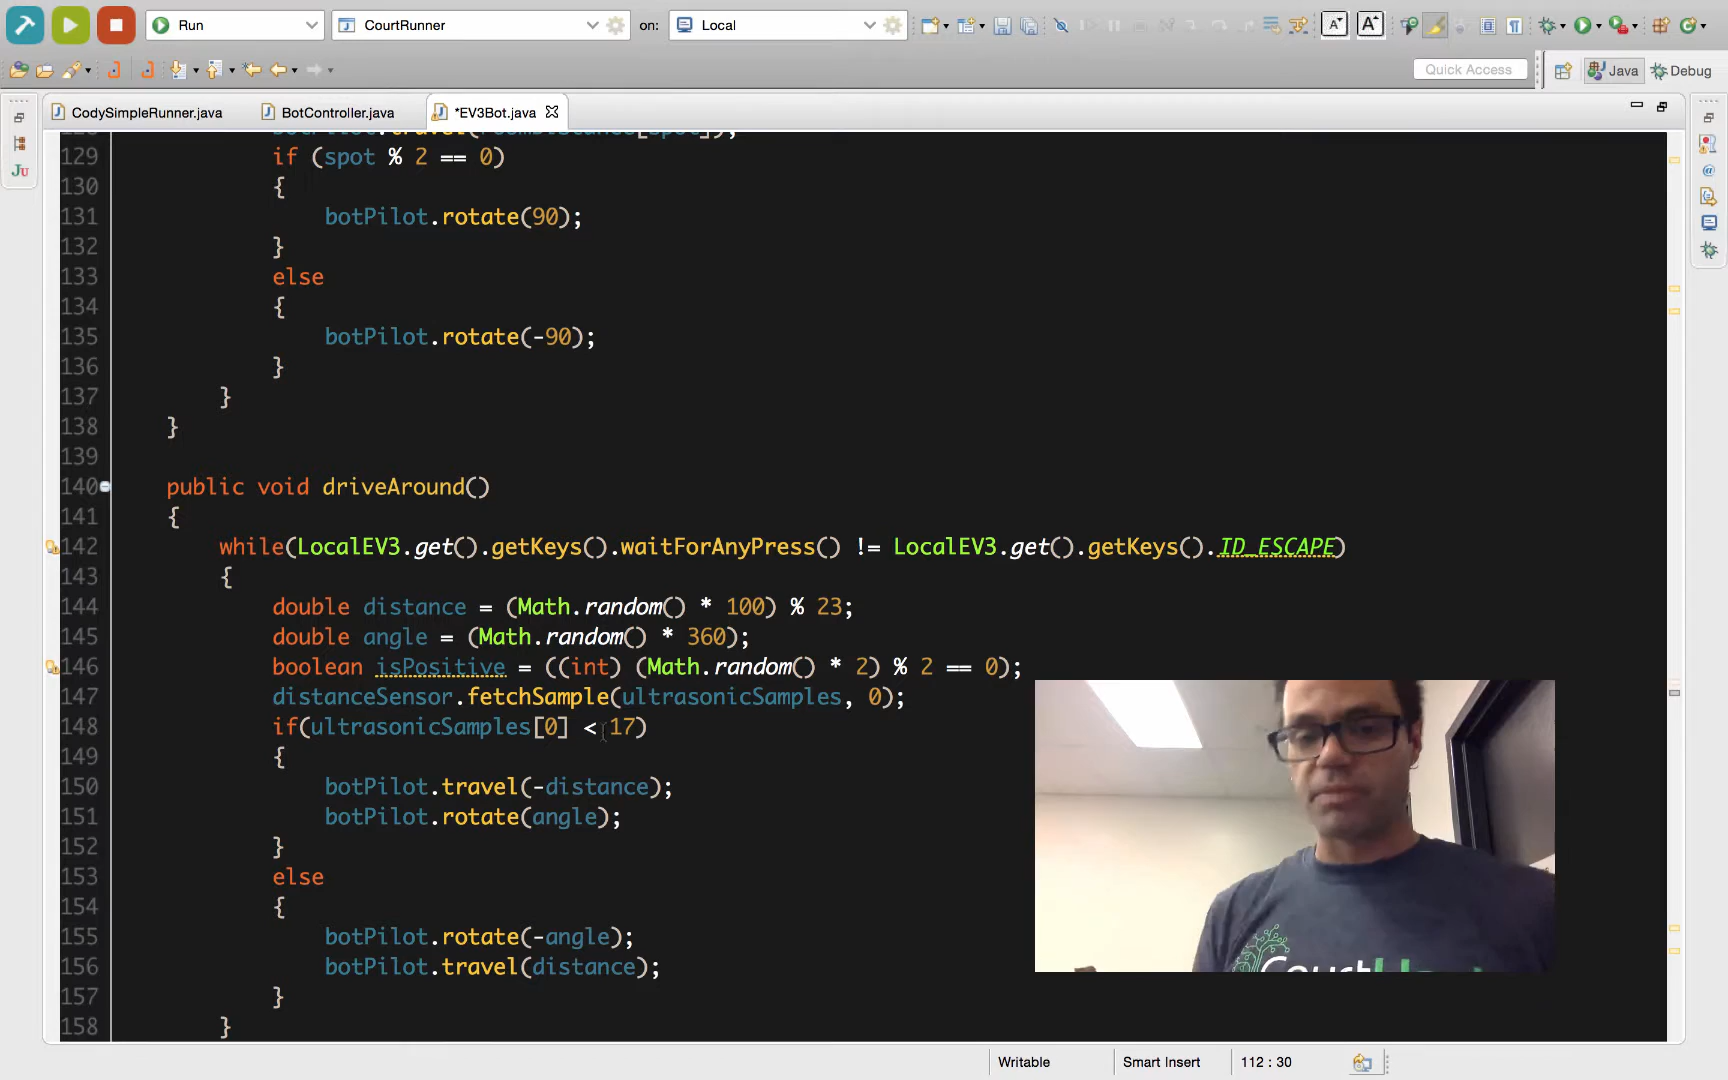 Run
CourtRunner
on:
Local
Quick Access
Java
Debug
CodySimpleRunner.java
BotController.java
*EV3Bot.java
129 if (spot % 2 == 0)
130 {
131 botPilot.rotate(90);
132 }
133 else
134 {
135 botPilot.rotate(-90);
136 }
137 }
138 }
139
140 public void driveAround()
141 {
142 while(LocalEV3.get().getKeys().waitForAnyPress() != LocalEV3.get().getKeys().ID_ESCAPE)
143 {
144 double distance = (Math.random() * 100) % 23;
145 double angle = (Math.random() * 360);
146 boolean isPositive = ((int) (Math.random() * 2) % 2 == 0);
147 distanceSensor.fetchSample(ultrasonicSamples, 0);
148 if(ultrasonicSamples[0] < 17)
149 {
150 botPilot.travel(-distance);
151 botPilot.rotate(angle);
152 }
153 else
154 {
155 botPilot.rotate(-angle);
156 botPilot.travel(distance);
157 }
158 }
Writable
Smart Insert
112 : 30